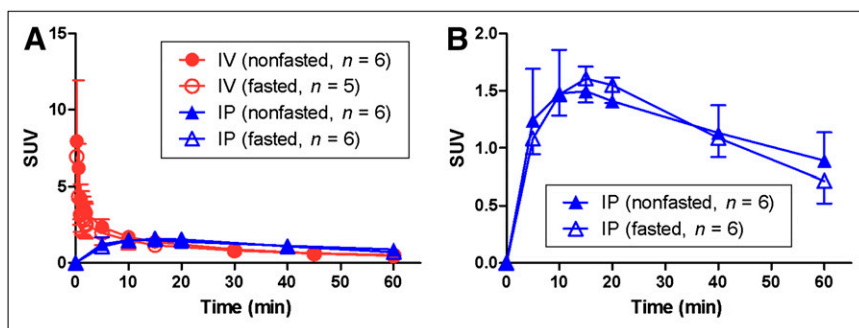 A
15
10
5
0
SUV
0 10 20 30 40 50 60
Time (min)
IV (nonfasted, n = 6)
IV (fasted, n = 5)
IP (nonfasted, n = 6)
IP (fasted, n = 6)
B
2.0
1.5
1.0
0.5
0.0
SUV
0 10 20 30 40 50 60
Time (min)
IP (nonfasted, n = 6)
IP (fasted, n = 6)